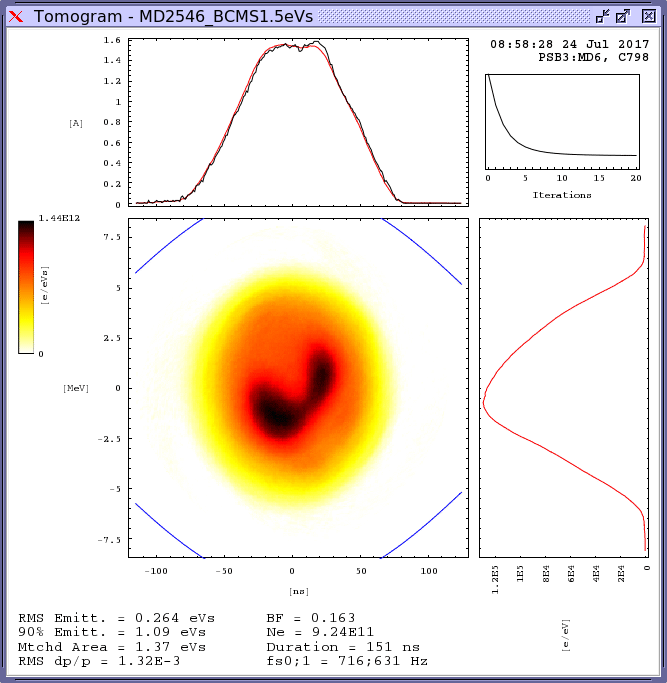 Tomogram - MD2546_BCMS1.5eVs
08:58:28 24 Jul 2017
PSB3:MD6, C798
1.6
1.4
1.2
1
0.8
0.6
0.4
0.2
0
[A]
0 5 10 15 20
Iterations
1.44E12
[e/eVs]
0
7.5
5
2.5
0
-2.5
-5
-7.5
[MeV]
-100 -50 0 50 100
[ns]
1.2E5 1E5 8E4 6E4 4E4 2E4 0
[e/eV]
RMS Emitt. = 0.264 eVs BF = 0.163
90% Emitt. = 1.09 eVs Ne = 9.24E11
Mtchd Area = 1.37 eVs Duration = 151 ns
RMS dp/p = 1.32E-3 fs0;1 = 716;631 Hz